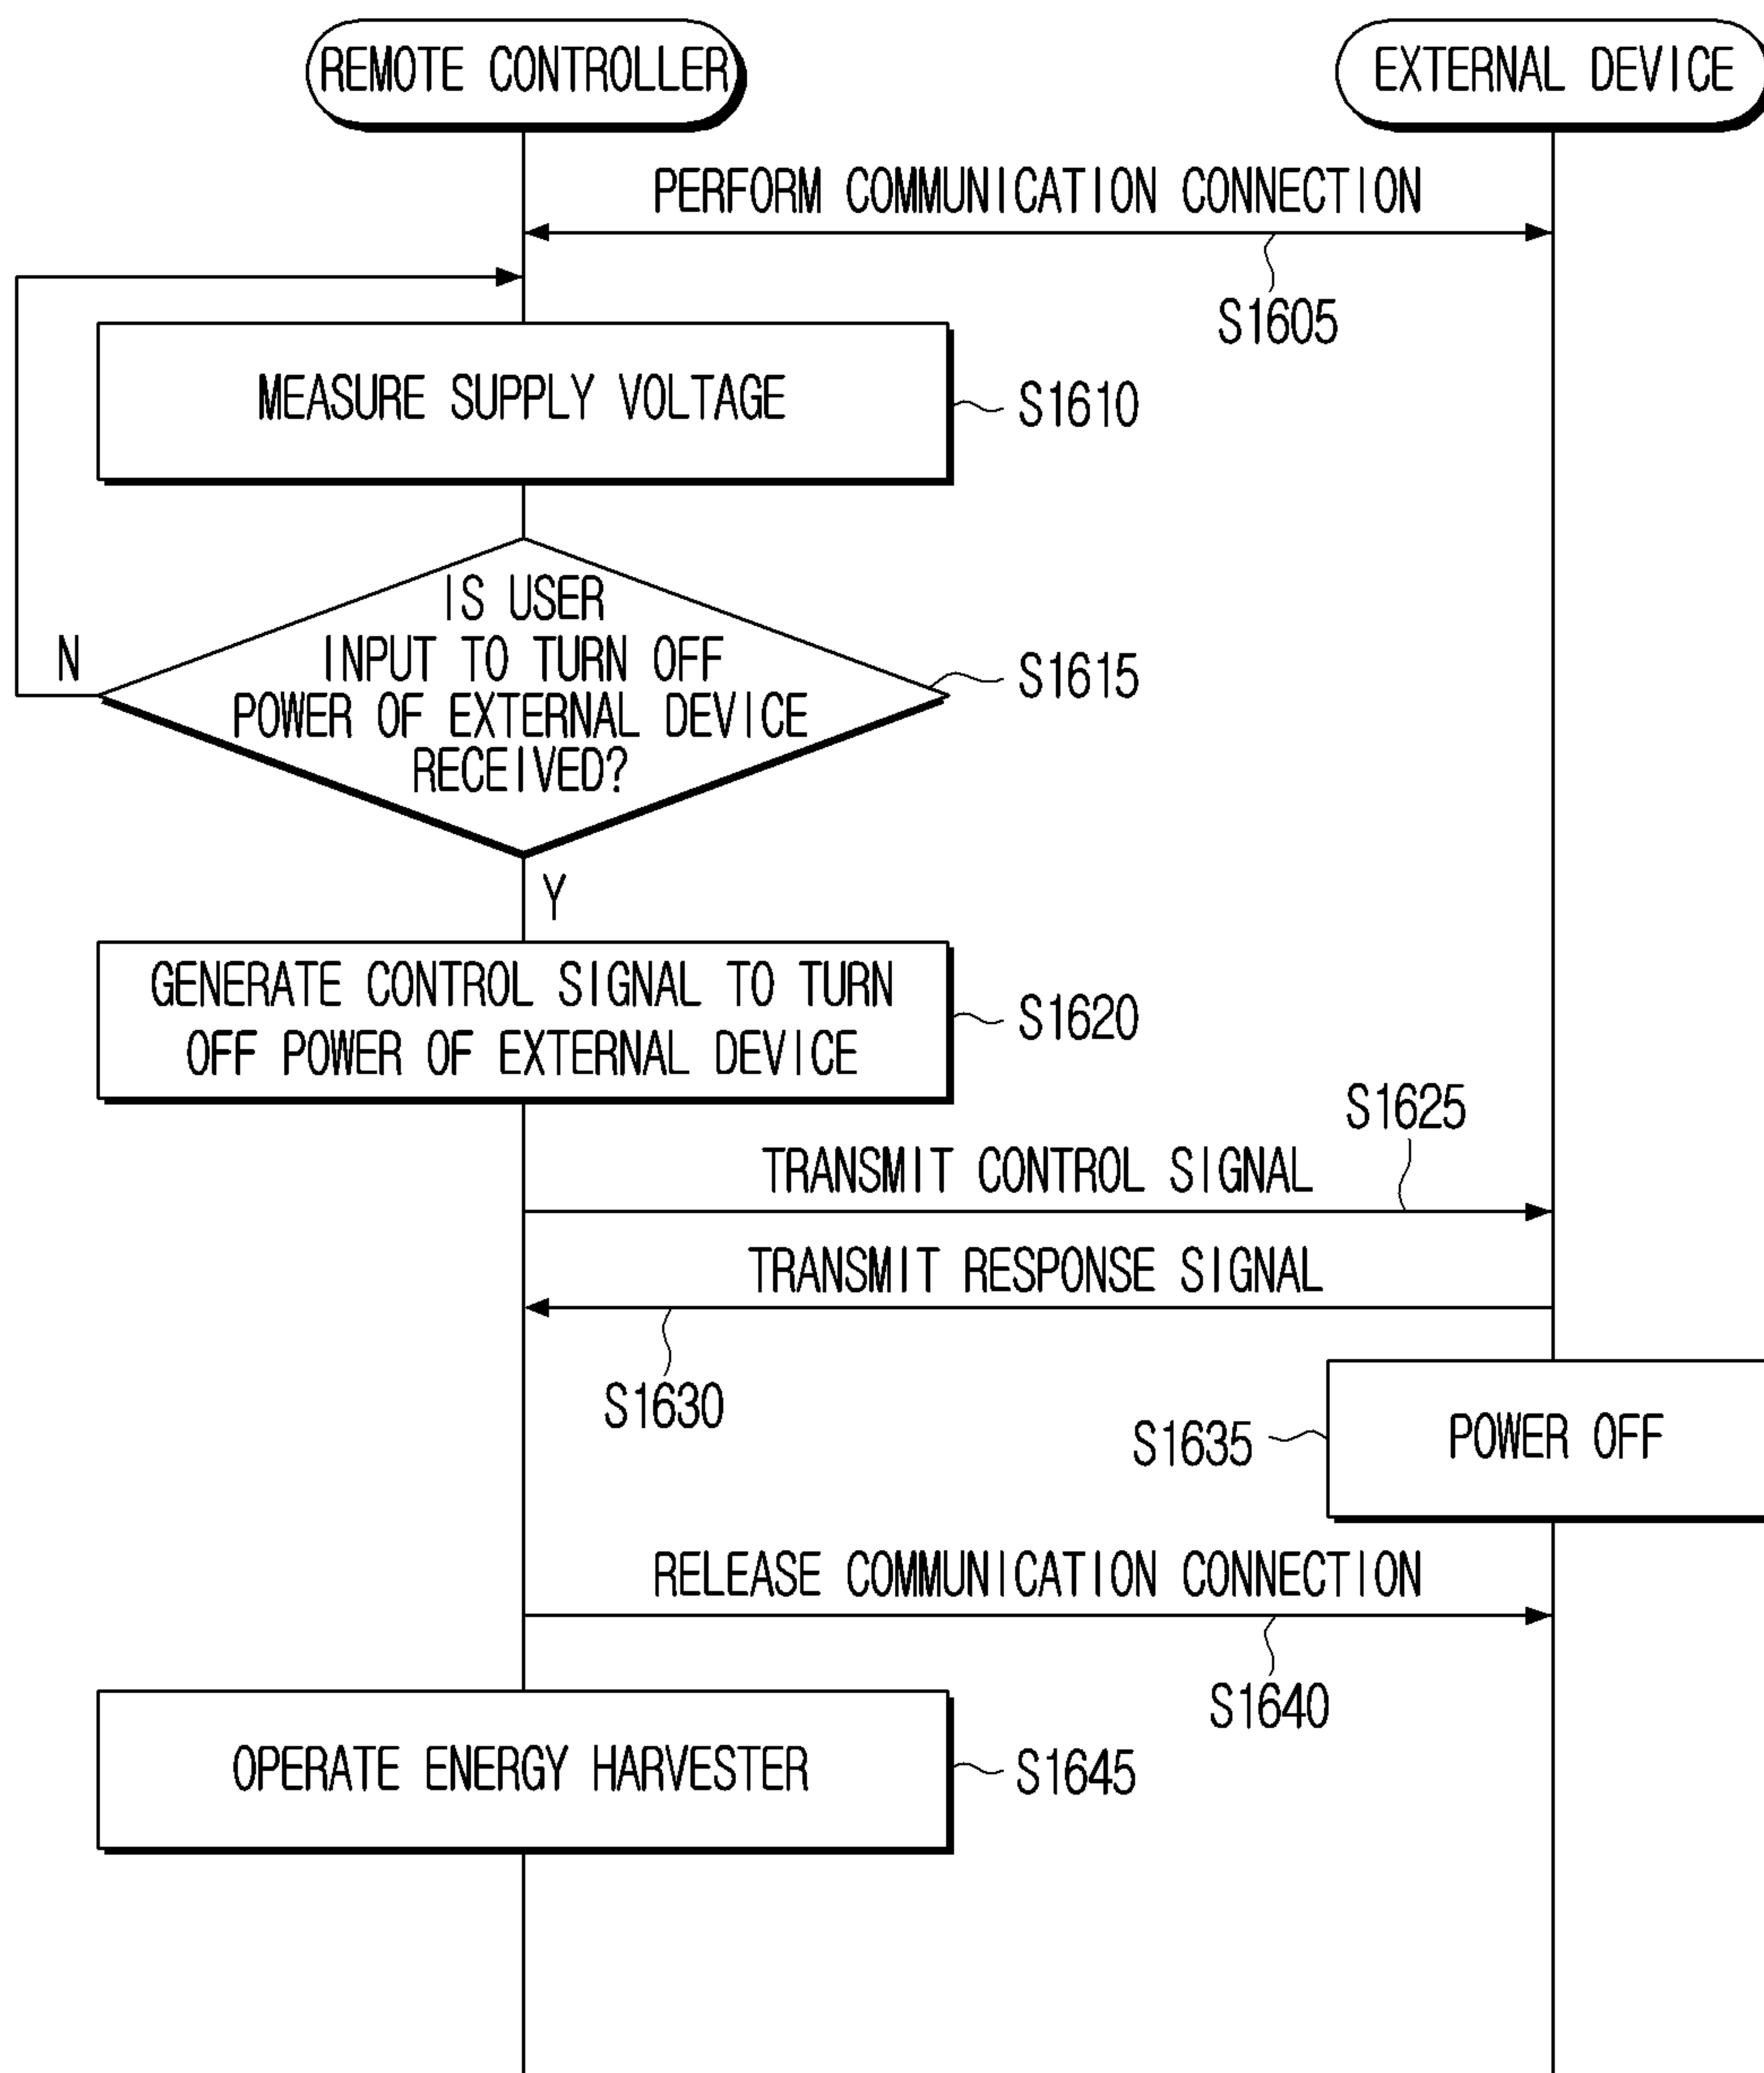 REMOTE CONTROLLER
EXTERNAL DEVICE
PERFORM COMMUNICATION CONNECTION
S1605
MEASURE SUPPLY VOLTAGE
S1610
IS USER
INPUT TO TURN OFF
POWER OF EXTERNAL DEVICE
RECEIVED?
N
S1615
Y
GENERATE CONTROL SIGNAL TO TURN
OFF POWER OF EXTERNAL DEVICE
S1620
S1625
TRANSMIT CONTROL SIGNAL
TRANSMIT RESPONSE SIGNAL
S1630
S1635
POWER OFF
RELEASE COMMUNICATION CONNECTION
S1640
OPERATE ENERGY HARVESTER
S1645